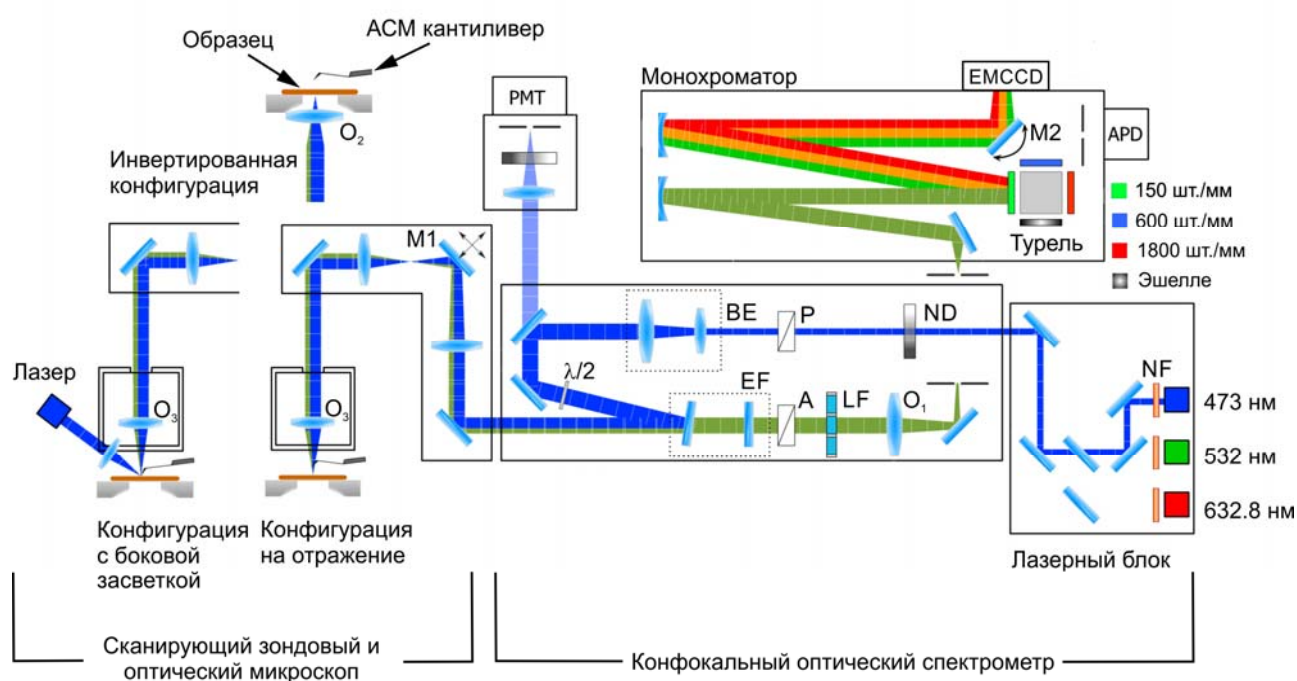 Образец
АСМ кантиливер
O₂
Инвертированная
конфигурация
PMT
Монохроматор
EMCCD
M2
APD
Турель
150 шт./мм
600 шт./мм
1800 шт./мм
Эшелле
M1
BE
P
ND
λ/2
EF
A
LF
O₁
NF
473 нм
532 нм
632.8 нм
Лазер
O₃
O₃
Конфигурация
с боковой
засветкой
Конфигурация
на отражение
Лазерный блок
Сканирующий зондовый и
оптический микроскоп
Конфокальный оптический спектрометр